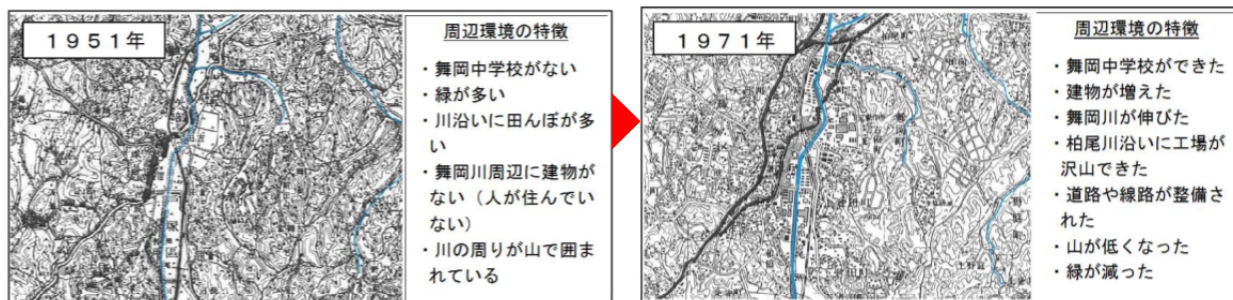 1951年
周辺環境の特徴
・舞岡中学校がない
・緑が多い
・川沿いに田んぼが多
い
・舞岡川周辺に建物が
ない（人が住んでい
ない）
・川の周りが山で囲ま
れている
1971年
周辺環境の特徴
・舞岡中学校ができた
・建物が増えた
・舞岡川が伸びた
・柏尾川沿いに工場が
沢山できた
・道路や線路が整備さ
れた
・山が低くなった
・緑が減った